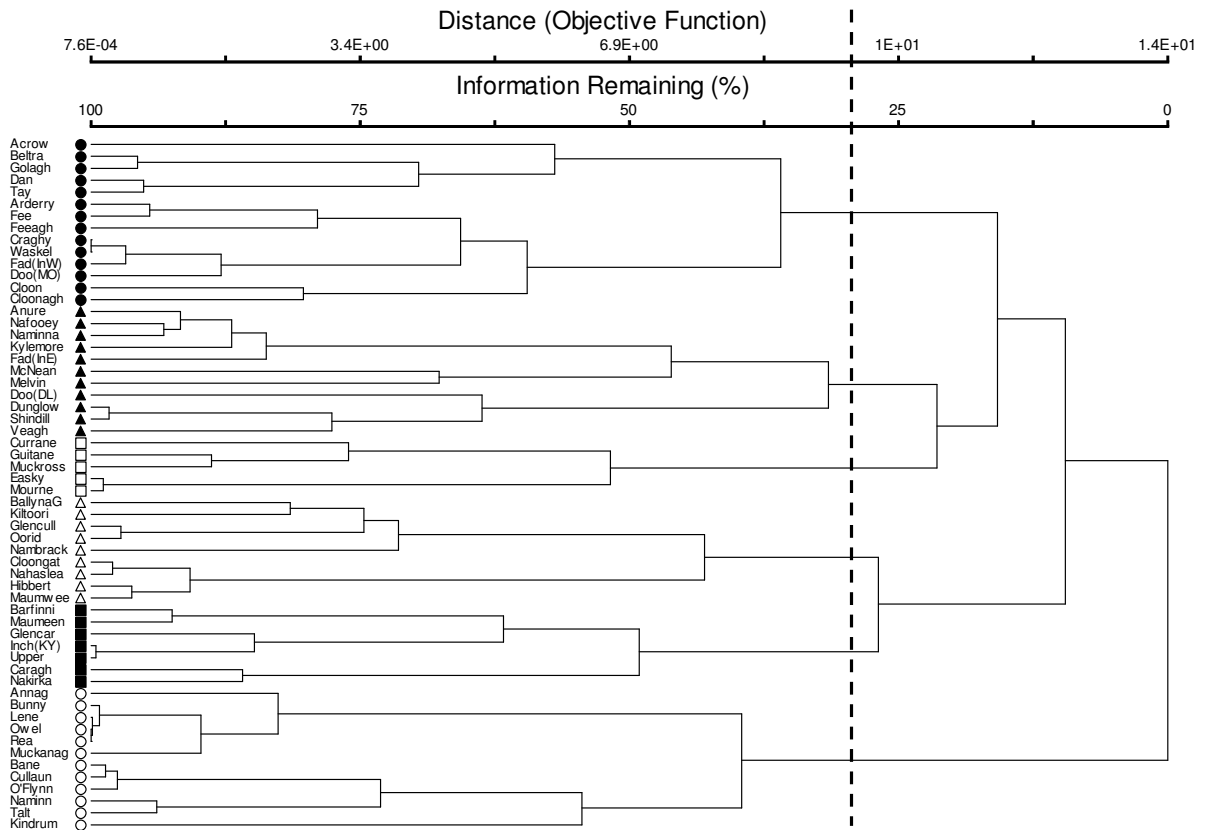 Distance (Objective Function)
7.6E-04 3.4E+00 6.9E+00 1E+01 1.4E+01
Information Remaining (%)
100 75 50 25 0
Acrow
Beltra
Golagh
Dan
Tay
Arderry
Fee
Feeagh
Craghy
Waskel
Fad(InW)
Doo(MO)
Cloon
Cloonagh
Anure
Nafooey
Naminna
Kylemore
Fad(InE)
McNean
Melvin
Doo(DL)
Dunglow
Shindill
Veagh
Currane
Guitane
Muckross
Easky
Mourne
BallynaG
Kiltoori
Glencull
Oorid
Nambrack
Cloongat
Nahaslea
Hibbert
Maumwee
Barfinni
Maumeen
Glencar
Inch(KY)
Upper
Caragh
Nakirka
Annag
Bunny
Lene
Owel
Rea
Muckanag
Bane
Cullaun
O'Flynn
Naminn
Talt
Kindrum